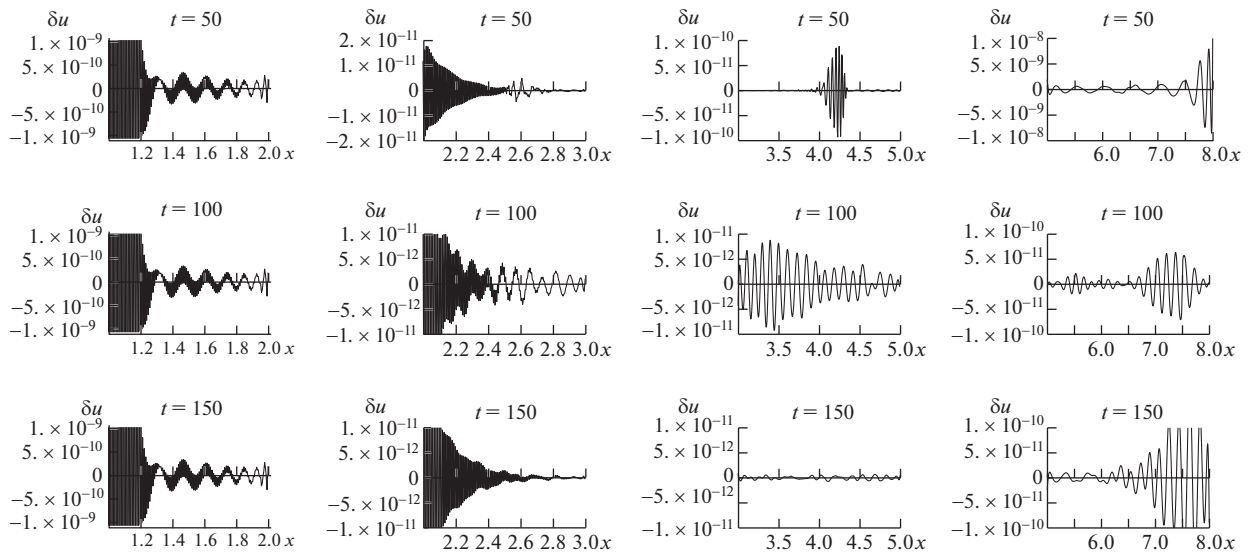 δu t = 50
1. × 10⁻⁹
5. × 10⁻¹⁰
0
−5. × 10⁻¹⁰
−1. × 10⁻⁹
1.2 1.4 1.6 1.8 2.0 x
δu t = 50
2. × 10⁻¹¹
1. × 10⁻¹¹
0
−1. × 10⁻¹¹
−2. × 10⁻¹¹
2.2 2.4 2.6 2.8 3.0 x
δu t = 50
1. × 10⁻¹⁰
5. × 10⁻¹¹
0
−5. × 10⁻¹¹
−1. × 10⁻¹⁰
3.5 4.0 4.5 5.0 x
δu t = 50
1. × 10⁻⁸
5. × 10⁻⁹
0
−5. × 10⁻⁹
−1. × 10⁻⁸
6.0 7.0 8.0 x
δu t = 100
1. × 10⁻⁹
5. × 10⁻¹⁰
0
−5. × 10⁻¹⁰
−1. × 10⁻⁹
1.2 1.4 1.6 1.8 2.0 x
δu t = 100
1. × 10⁻¹¹
5. × 10⁻¹²
0
−5. × 10⁻¹²
−1. × 10⁻¹¹
2.2 2.4 2.6 2.8 3.0 x
δu t = 100
1. × 10⁻¹¹
5. × 10⁻¹²
0
−5. × 10⁻¹²
−1. × 10⁻¹¹
3.5 4.0 4.5 5.0 x
δu t = 100
1. × 10⁻¹⁰
5. × 10⁻¹¹
0
−5. × 10⁻¹¹
−1. × 10⁻¹⁰
6.0 7.0 8.0 x
δu t = 150
1. × 10⁻⁹
5. × 10⁻¹⁰
0
−5. × 10⁻¹⁰
−1. × 10⁻⁹
1.2 1.4 1.6 1.8 2.0 x
δu t = 150
1. × 10⁻¹¹
5. × 10⁻¹²
0
−5. × 10⁻¹²
−1. × 10⁻¹¹
2.2 2.4 2.6 2.8 3.0 x
δu t = 150
1. × 10⁻¹¹
5. × 10⁻¹²
0
−5. × 10⁻¹²
−1. × 10⁻¹¹
3.5 4.0 4.5 5.0 x
δu t = 150
1. × 10⁻¹⁰
5. × 10⁻¹¹
0
−5. × 10⁻¹¹
−1. × 10⁻¹⁰
6.0 7.0 8.0 x